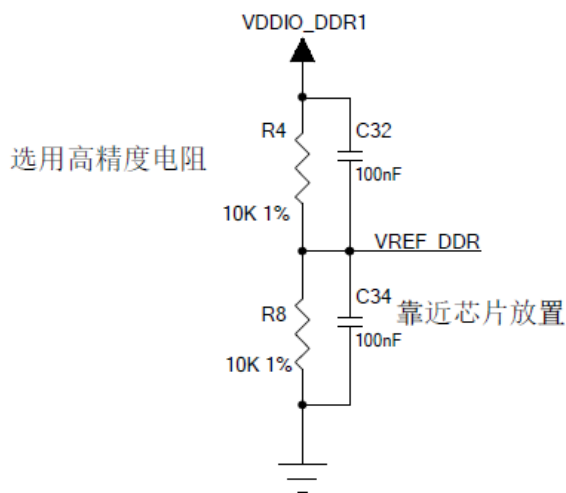 VDDIO_DDR1
R4
C32
选用高精度电阻
100nF
10K 1%
VREF_DDR
C34
靠近芯片放置
R8
100nF
10K 1%